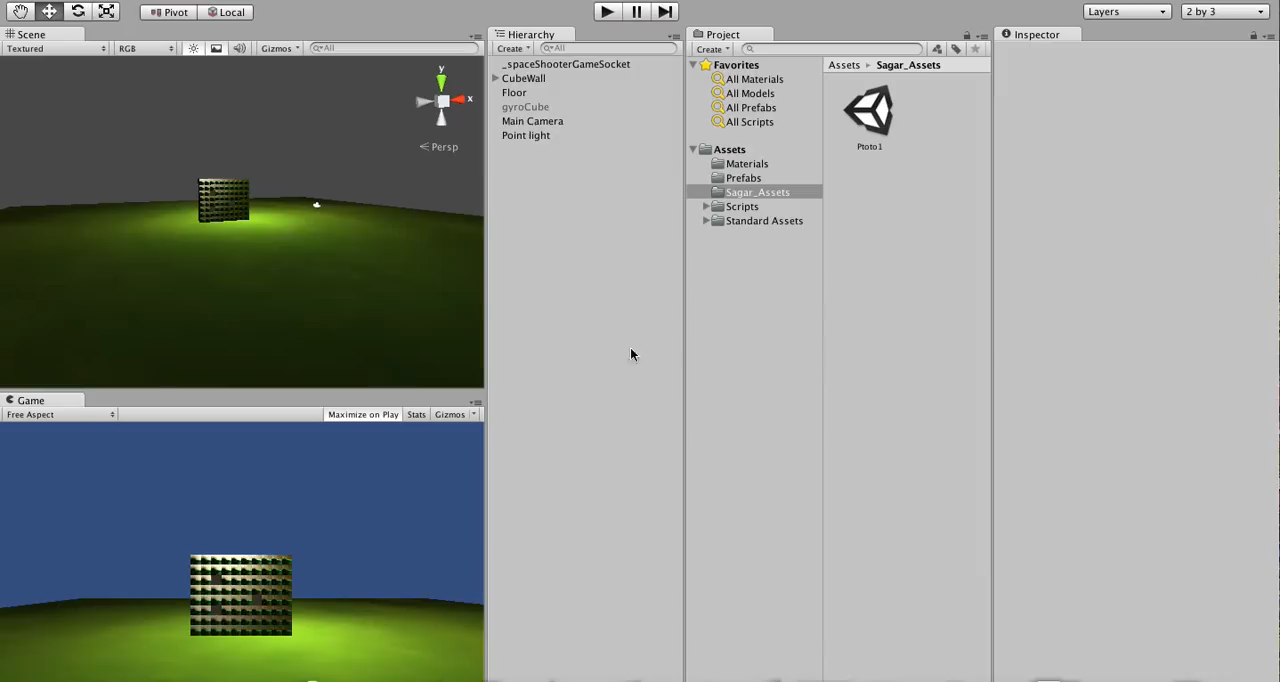 Pivot Local Layers 2 by 3
Scene Hierarchy Project Inspector
Textured RGB Gizmos All Create All Create
_spaceShooterGameSocket
CubeWall
Floor
gyroCube
Main Camera
Point light
y
x
Persp
Favorites
All Materials
All Models
All Prefabs
All Scripts
Assets
Materials
Prefabs
Sagar_Assets
Scripts
Standard Assets
Assets Sagar_Assets
Ptoto1
Game
Free Aspect Maximize on Play Stats Gizmos